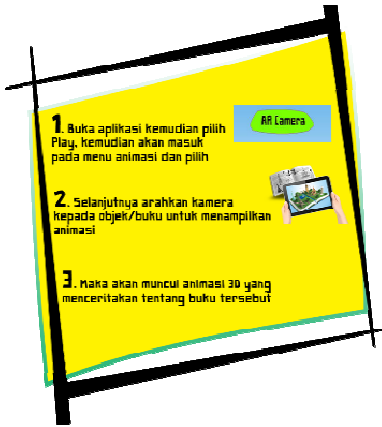 1. Buka aplikasi kemudian pilih
Play, kemudian akan masuk
pada menu animasi dan pilih
AR Camera
2. Selanjutnya arahkan kamera
kepada objek/buku untuk menampilkan
animasi
3. Maka akan muncul animasi 3D yang
menceritakan tentang buku tersebut